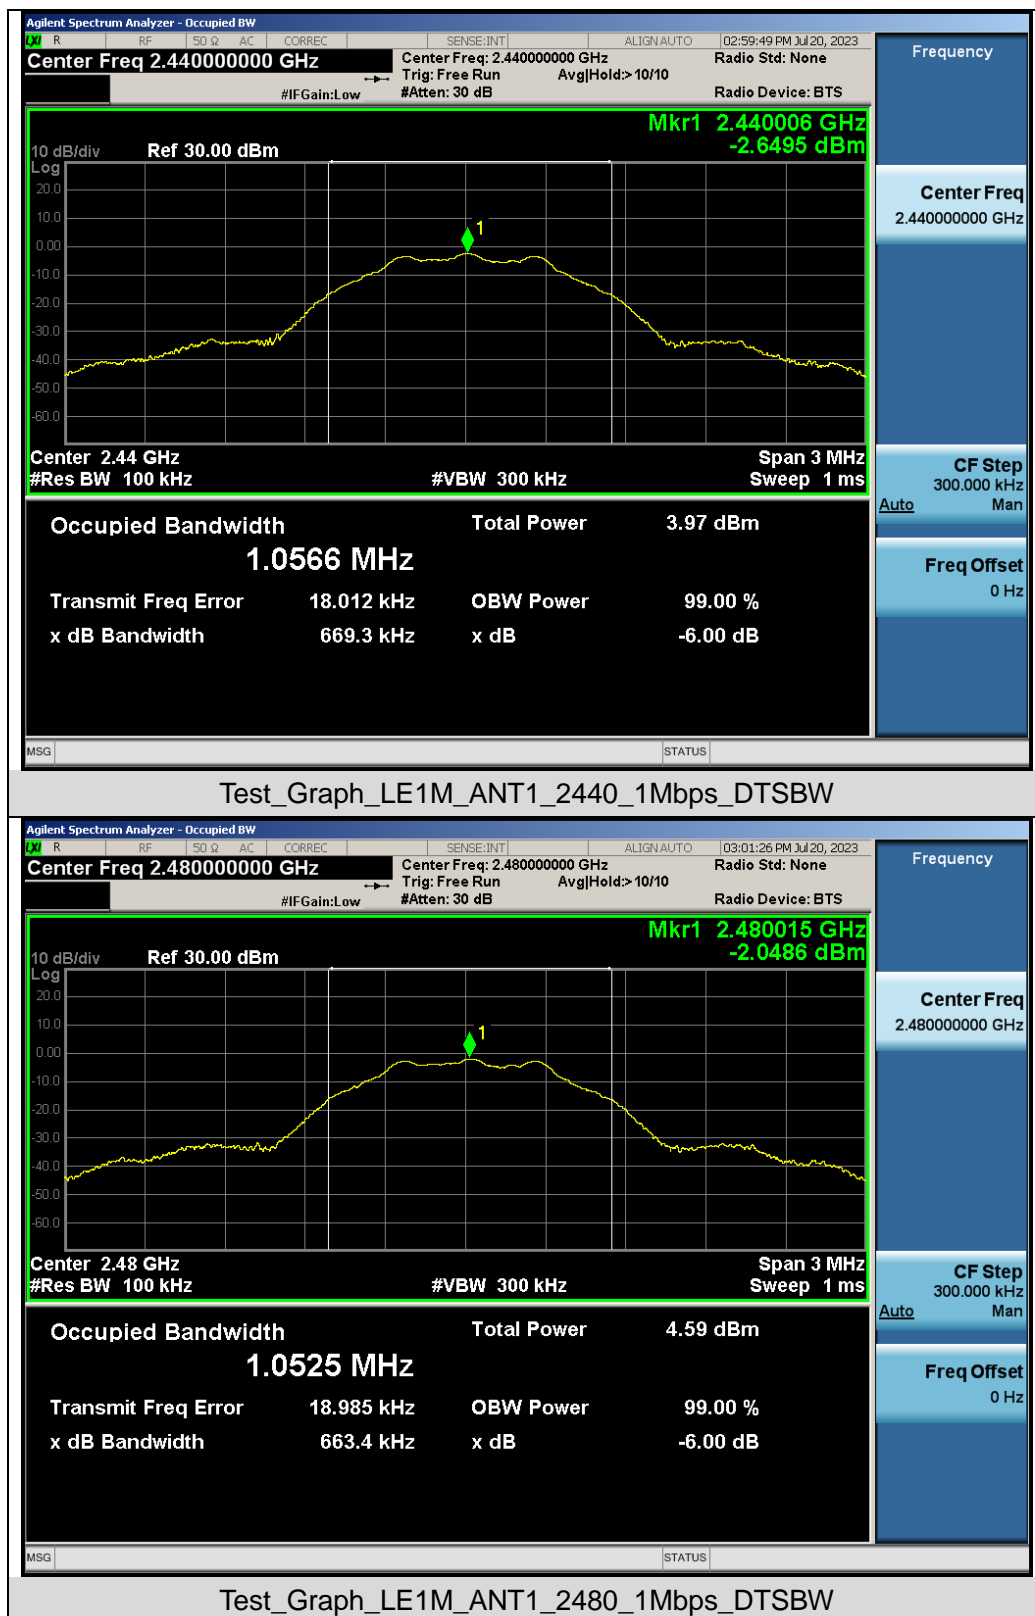 Agilent Spectrum Analyzer - Occupied BW
LXI R RF 50 Ω AC CORREC SENSE:INT ALIGN AUTO 02:59:49 PM Jul 20, 2023
Center Freq 2.440000000 GHz
Center Freq: 2.440000000 GHz
Radio Std: None
Trig: Free Run Avg|Hold:>10/10
#IFGain:Low
#Atten: 30 dB
Radio Device: BTS
Frequency
Mkr1 2.440006 GHz
-2.6495 dBm
10 dB/div Ref 30.00 dBm
Log
20.0
10.0
0.00
-10.0
-20.0
-30.0
-40.0
-50.0
-60.0
1
Center 2.44 GHz
Span 3 MHz
#Res BW 100 kHz
#VBW 300 kHz
Sweep 1 ms
Center Freq
2.440000000 GHz
CF Step
300.000 kHz
Auto Man
Freq Offset
0 Hz
Occupied Bandwidth
Total Power 3.97 dBm
1.0566 MHz
Transmit Freq Error 18.012 kHz OBW Power 99.00 %
x dB Bandwidth 669.3 kHz x dB -6.00 dB
MSG STATUS
Test_Graph_LE1M_ANT1_2440_1Mbps_DTSBW
Agilent Spectrum Analyzer - Occupied BW
LXI R RF 50 Ω AC CORREC SENSE:INT ALIGN AUTO 03:01:26 PM Jul 20, 2023
Center Freq 2.480000000 GHz
Center Freq: 2.480000000 GHz
Radio Std: None
Trig: Free Run Avg|Hold:>10/10
#IFGain:Low
#Atten: 30 dB
Radio Device: BTS
Frequency
Mkr1 2.480015 GHz
-2.0486 dBm
10 dB/div Ref 30.00 dBm
Log
20.0
10.0
0.00
-10.0
-20.0
-30.0
-40.0
-50.0
-60.0
1
Center 2.48 GHz
Span 3 MHz
#Res BW 100 kHz
#VBW 300 kHz
Sweep 1 ms
Center Freq
2.480000000 GHz
CF Step
300.000 kHz
Auto Man
Freq Offset
0 Hz
Occupied Bandwidth
Total Power 4.59 dBm
1.0525 MHz
Transmit Freq Error 18.985 kHz OBW Power 99.00 %
x dB Bandwidth 663.4 kHz x dB -6.00 dB
MSG STATUS
Test_Graph_LE1M_ANT1_2480_1Mbps_DTSBW